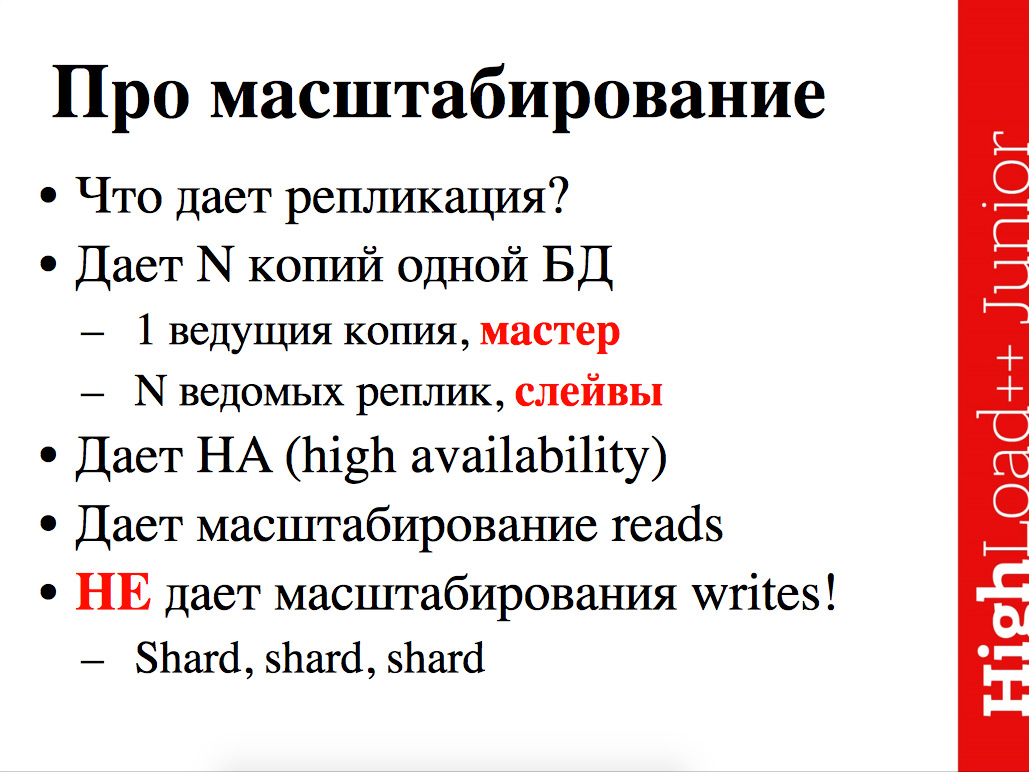 Про масштабирование
• Что дает репликация?
• Дает N копий одной БД
– 1 ведущия копия, мастер
– N ведомых реплик, слейвы
• Дает HA (high availability)
• Дает масштабирование reads
• НЕ дает масштабирования writes!
– Shard, shard, shard
HighLoad++ Junior